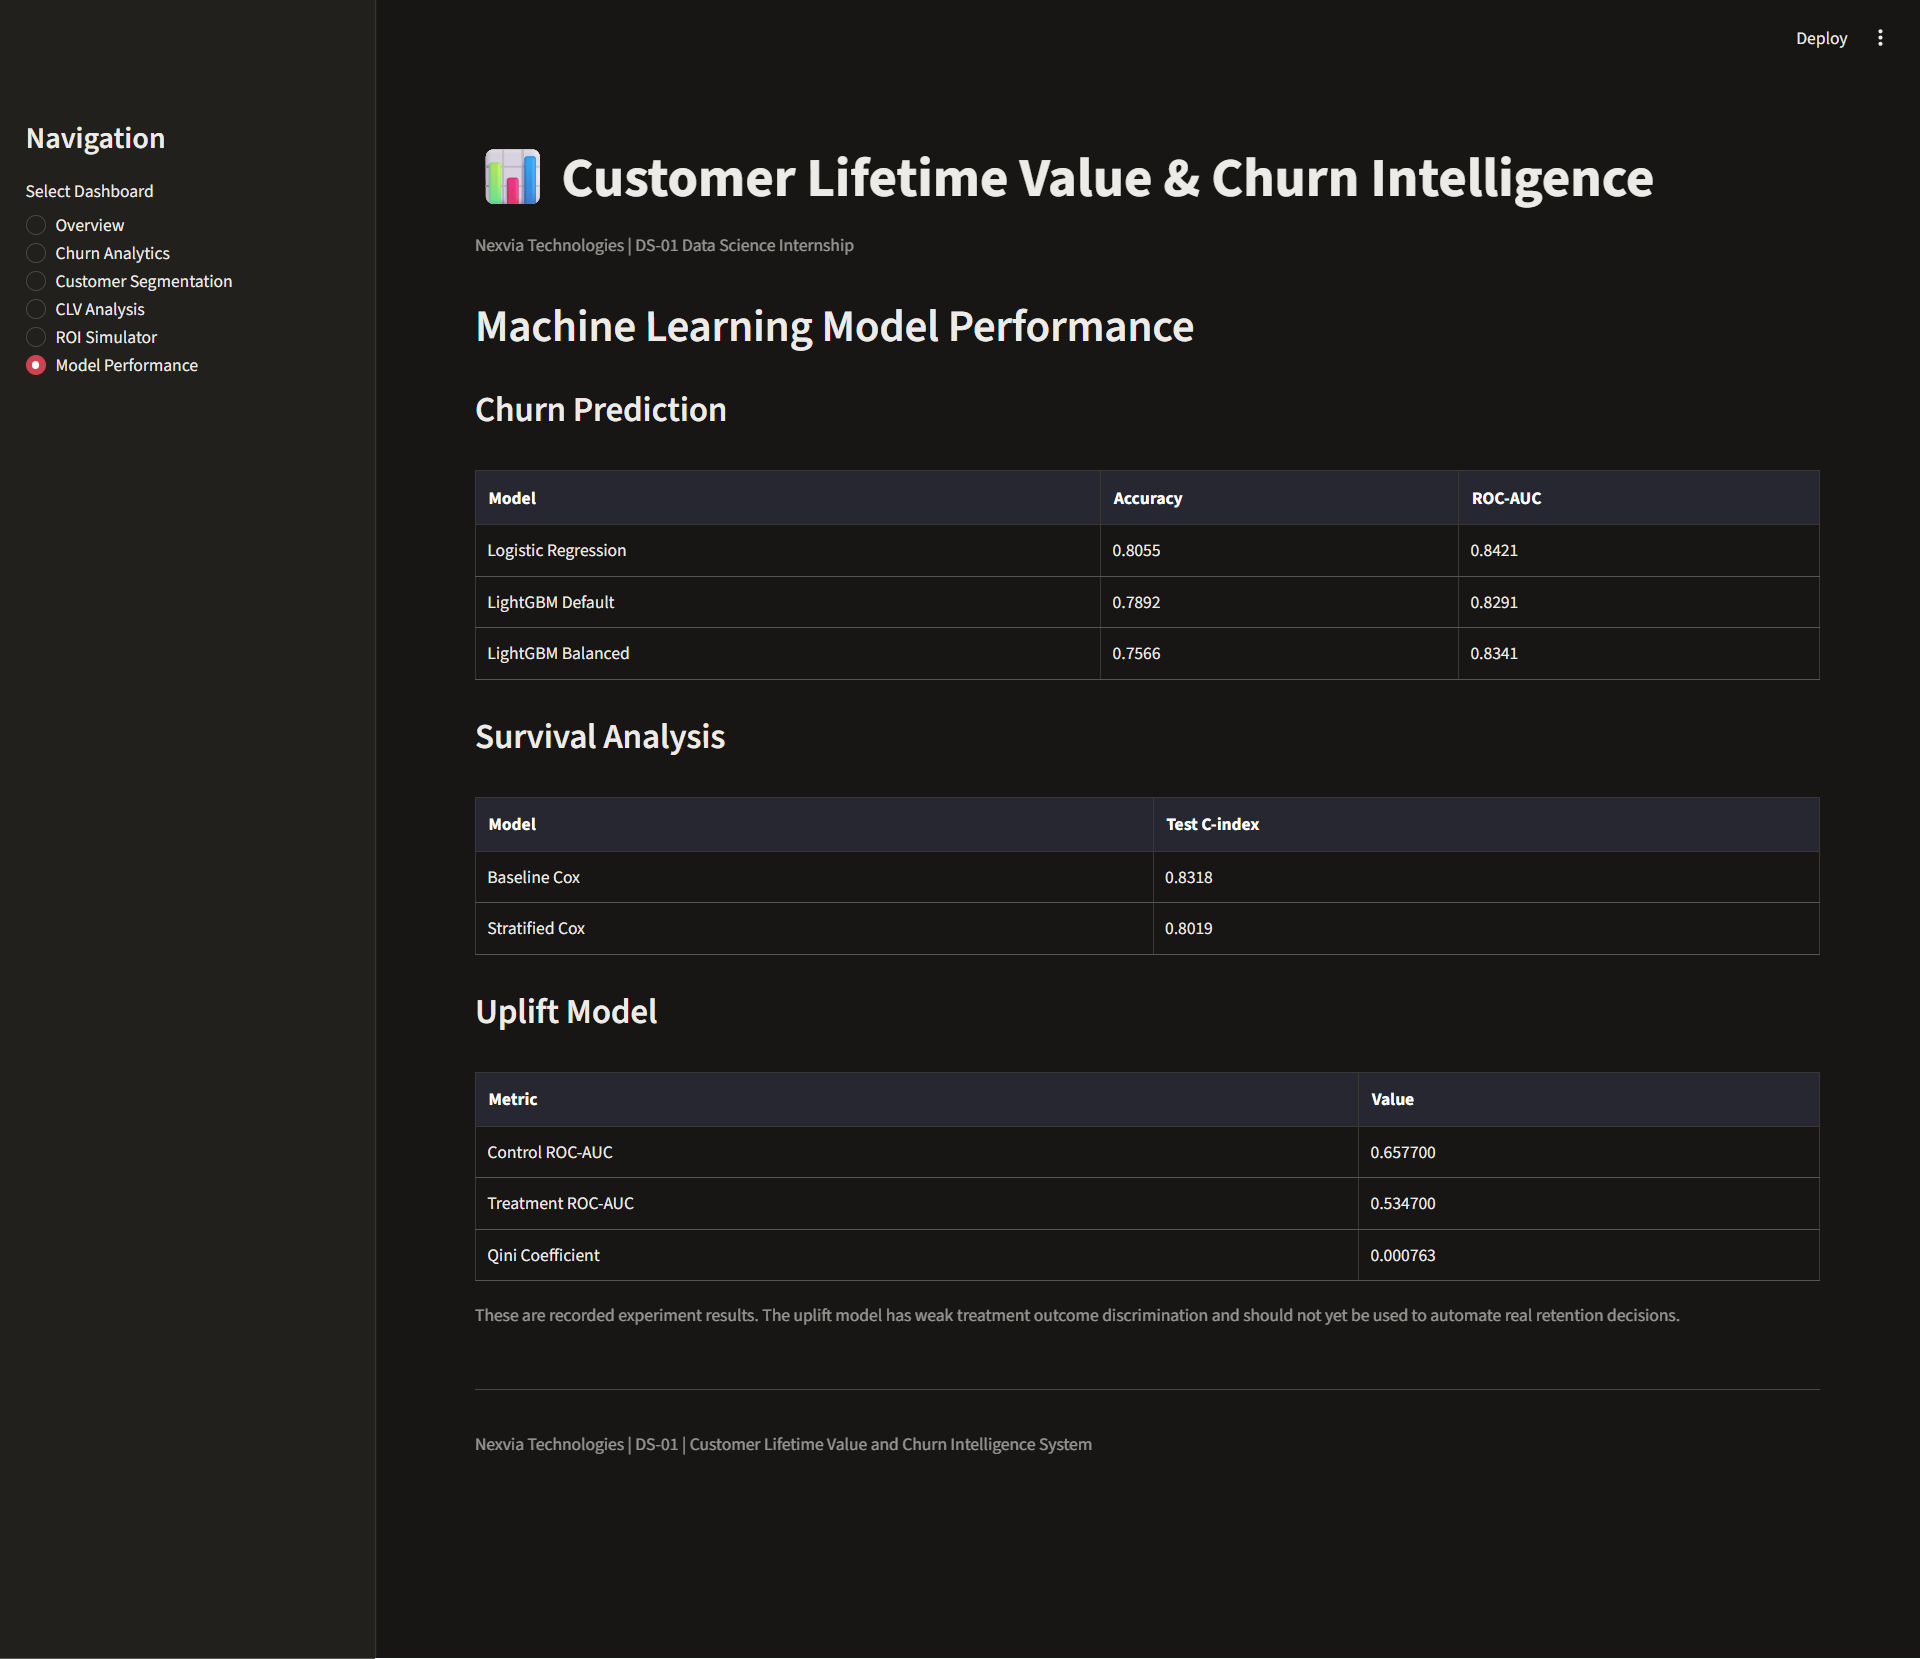 Deploy
Navigation
Select Dashboard
Overview
Churn Analytics
Customer Segmentation
CLV Analysis
ROI Simulator
Model Performance
Customer Lifetime Value & Churn Intelligence
Nexvia Technologies | DS-01 Data Science Internship
Machine Learning Model Performance
Churn Prediction
Model Accuracy ROC-AUC
Logistic Regression 0.8055 0.8421
LightGBM Default 0.7892 0.8291
LightGBM Balanced 0.7566 0.8341
Survival Analysis
Model Test C-index
Baseline Cox 0.8318
Stratified Cox 0.8019
Uplift Model
Metric Value
Control ROC-AUC 0.657700
Treatment ROC-AUC 0.534700
Qini Coefficient 0.000763
These are recorded experiment results. The uplift model has weak treatment outcome discrimination and should not yet be used to automate real retention decisions.
Nexvia Technologies | DS-01 | Customer Lifetime Value and Churn Intelligence System